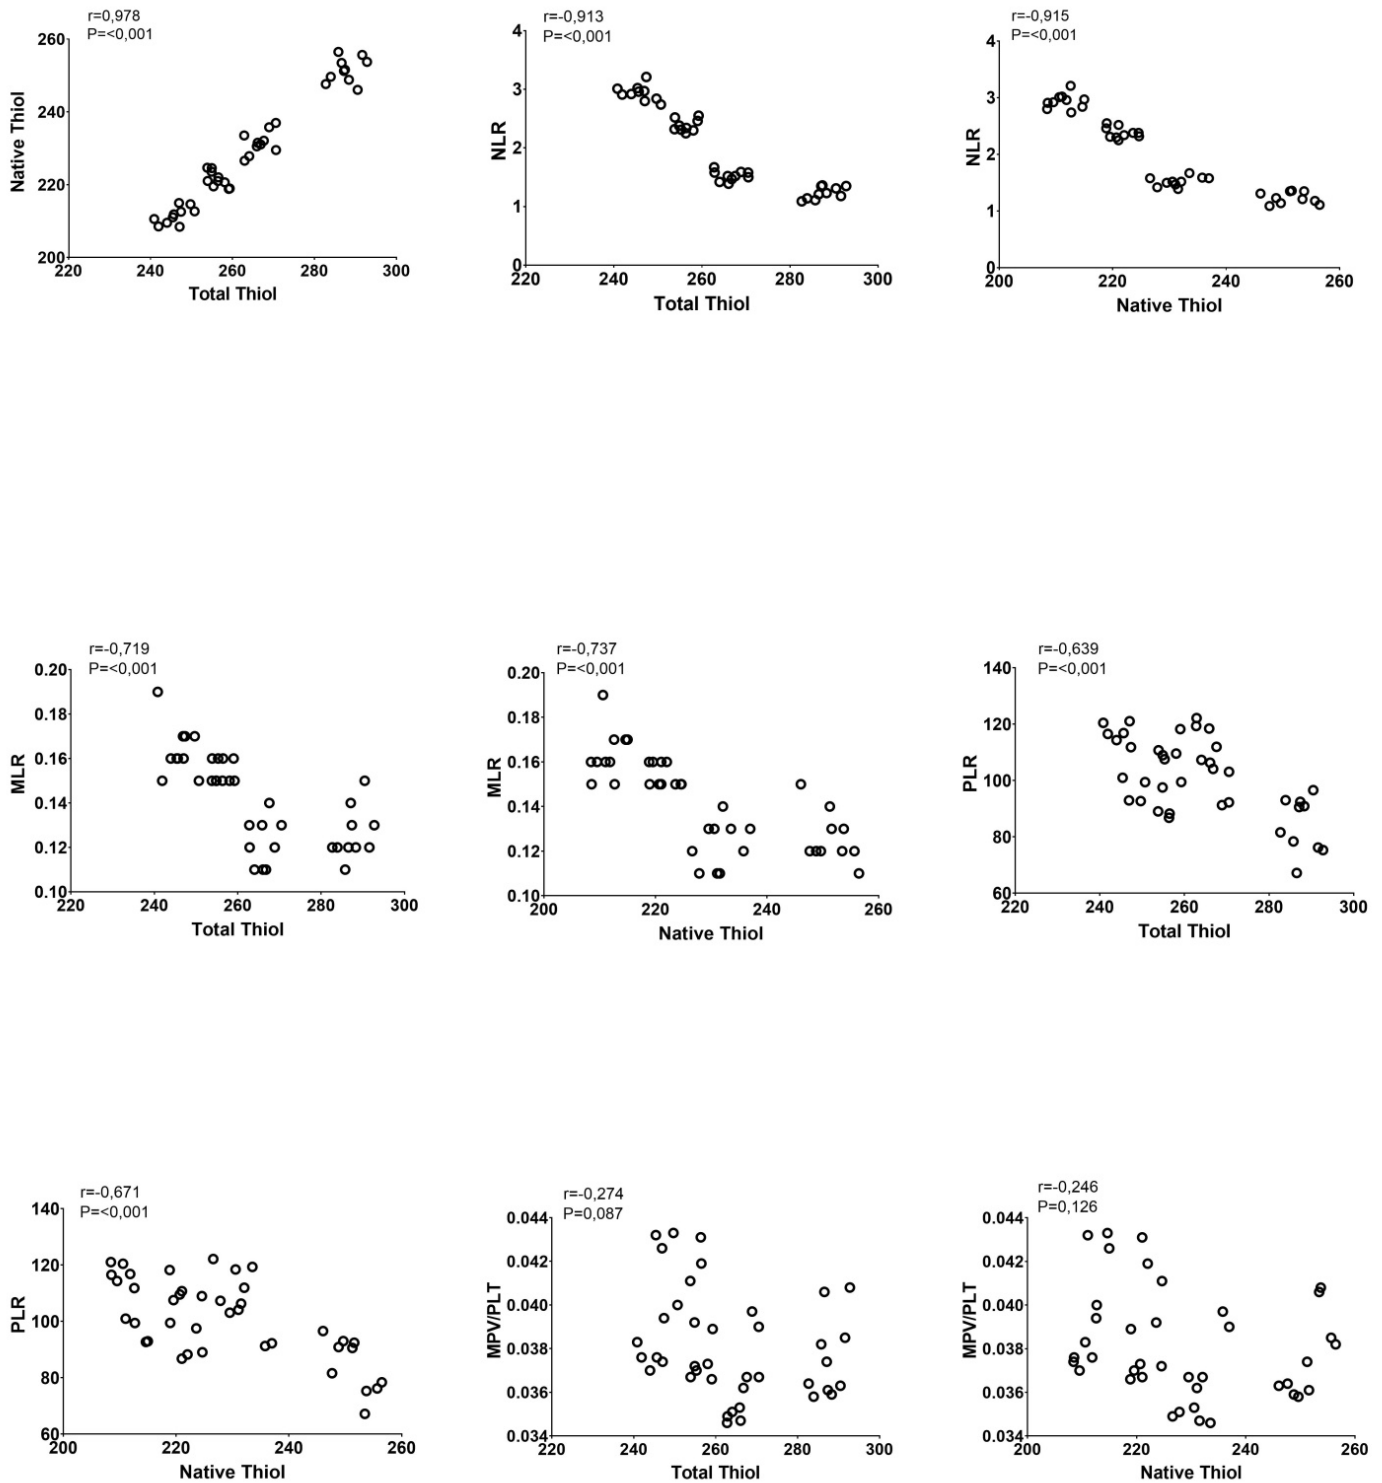 r=0,978
P=<0,001
260
240
220
200
Native Thiol
220 240 260 280 300
Total Thiol
r=-0,913
P=<0,001
4
3
2
1
0
NLR
220 240 260 280 300
Total Thiol
r=-0,915
P=<0,001
4
3
2
1
0
NLR
200 220 240 260
Native Thiol
r=-0,719
P=<0,001
0.20
0.18
0.16
0.14
0.12
0.10
MLR
220 240 260 280 300
Total Thiol
r=-0,737
P=<0,001
0.20
0.18
0.16
0.14
0.12
0.10
MLR
200 220 240 260
Native Thiol
r=-0,639
P=<0,001
140
120
100
80
60
PLR
220 240 260 280 300
Total Thiol
r=-0,671
P=<0,001
140
120
100
80
60
PLR
200 220 240 260
Native Thiol
r=-0,274
P=0,087
0.044
0.042
0.040
0.038
0.036
0.034
MPV/PLT
220 240 260 280 300
Total Thiol
r=-0,246
P=0,126
0.044
0.042
0.040
0.038
0.036
0.034
MPV/PLT
200 220 240 260
Native Thiol